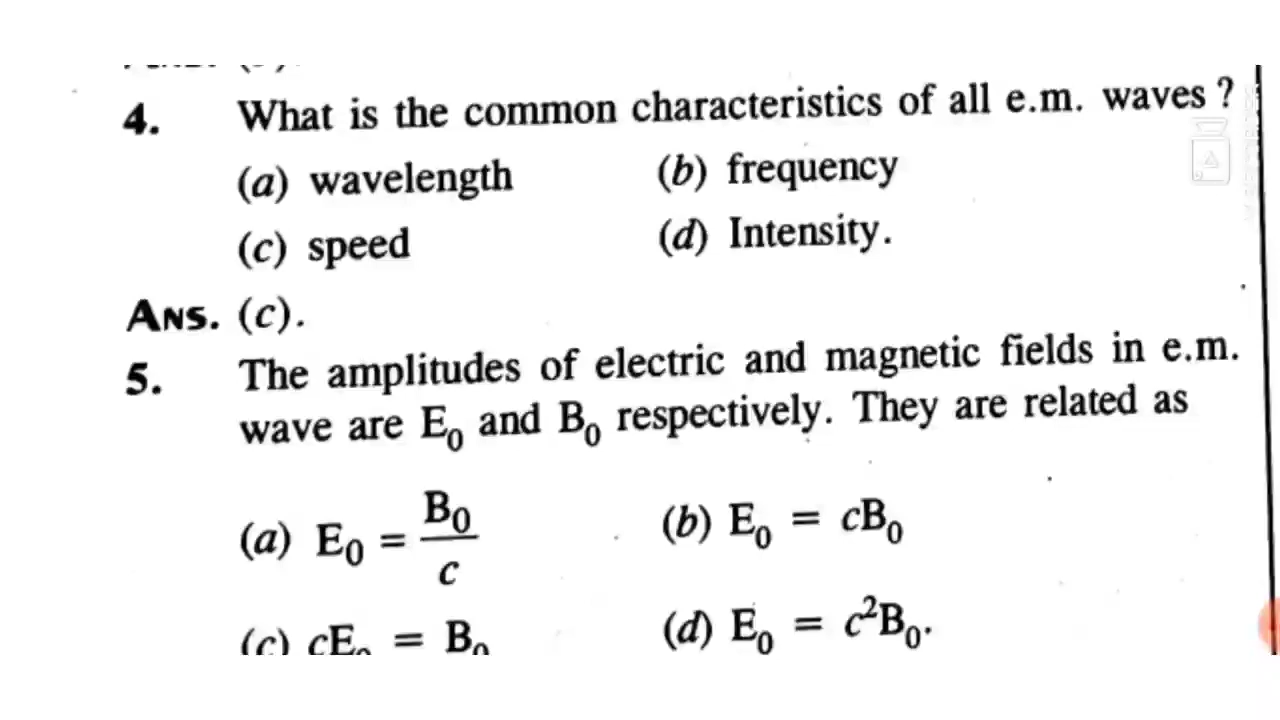 4. What is the common characteristics of all e.m. waves ?
(a) wavelength (b) frequency
(c) speed (d) Intensity.
ANS. (c).
5. The amplitudes of electric and magnetic fields in e.m.
wave are E₀ and B₀ respectively. They are related as
(a) E₀ = B₀/c (b) E₀ = cB₀
(c) cE₀ = B₀ (d) E₀ = c²B₀.